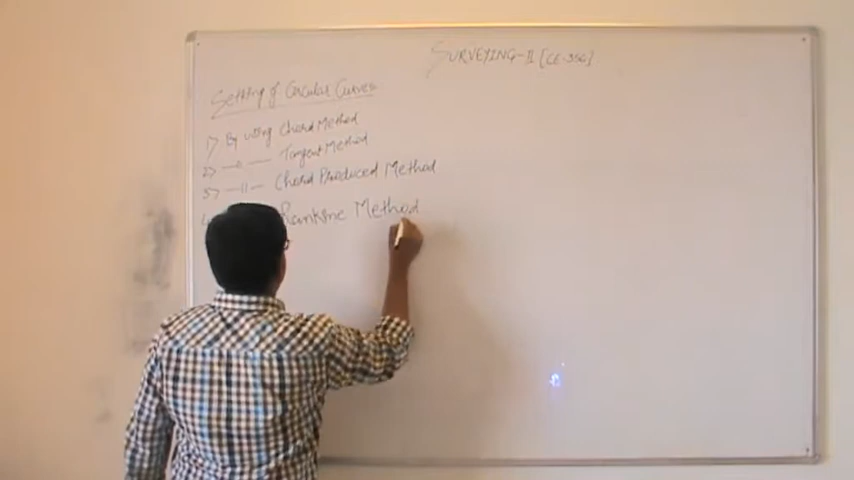 SURVEYING-II [CE-356]
Setting of Circular Curves
1) By using Chord Method
2) —"— Tangent Method
3) —"— Chord Produced Method
Rankine Method